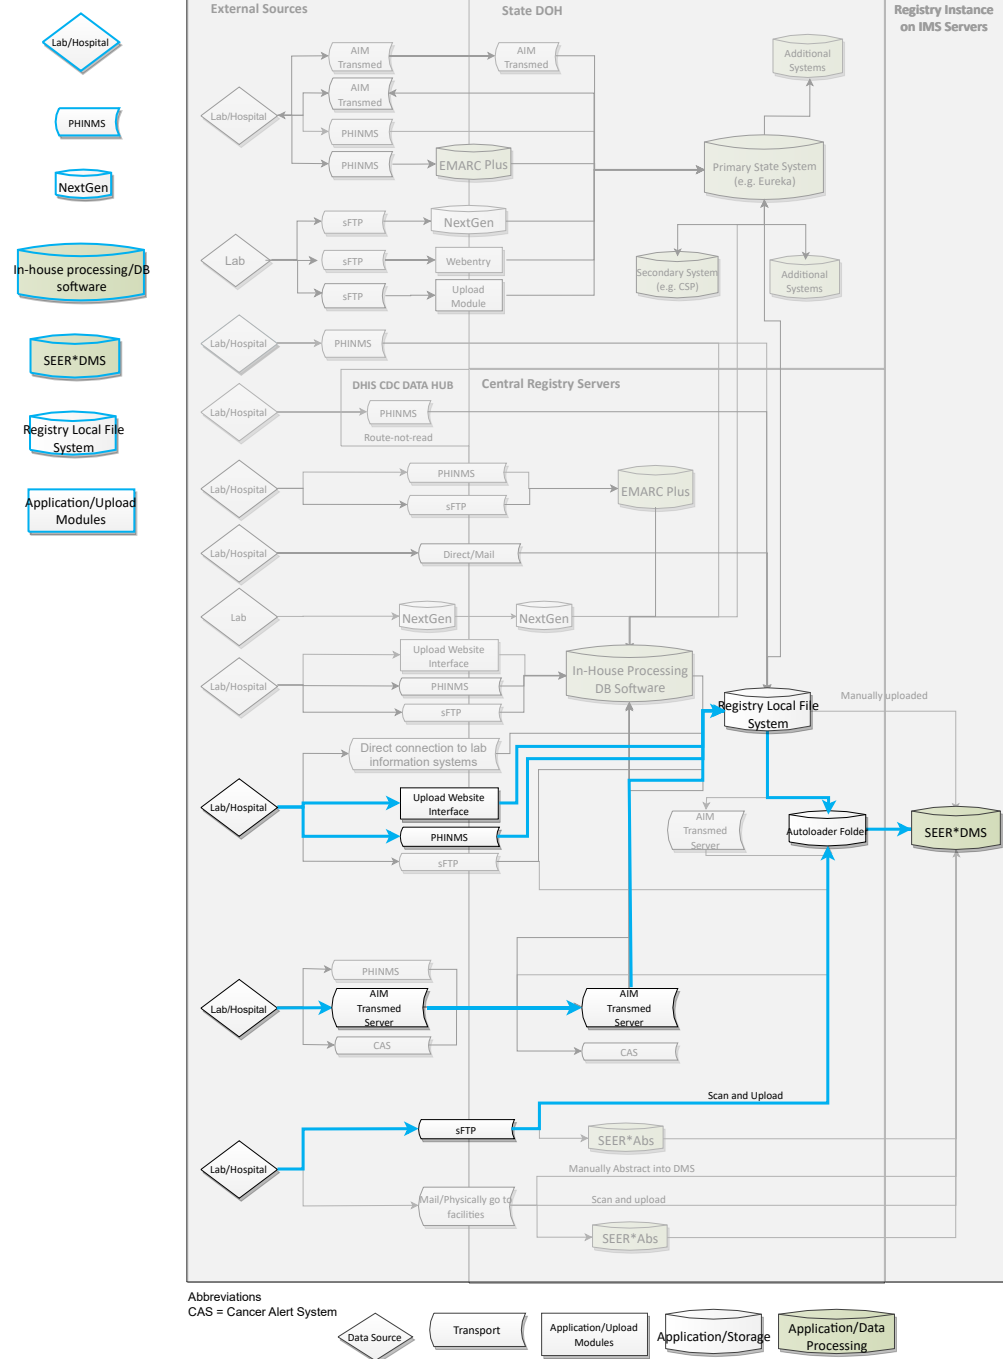 External Sources
State DOH
Registry Instance
on IMS Servers
Lab/Hospital
PHINMS
NextGen
In-house processing/DB
software
SEER*DMS
Registry Local File
System
Application/Upload
Modules
Lab/Hospital
AIM
Transmed
AIM
Transmed
AIM
Transmed
PHINMS
PHINMS
EMARC Plus
Additional
Systems
Primary State System
(e.g. Eureka)
Lab
sFTP
NextGen
sFTP
Webentry
sFTP
Upload
Module
Secondary System
(e.g. CSP)
Additional
Systems
Lab/Hospital
PHINMS
DHIS CDC DATA HUB
Central Registry Servers
Lab/Hospital
PHINMS
Route-not-read
Lab/Hospital
PHINMS
sFTP
EMARC Plus
Lab/Hospital
Direct/Mail
Lab
NextGen
NextGen
Lab/Hospital
Upload Website
Interface
PHINMS
sFTP
In-House Processing
DB Software
Registry Local File
System
Manually uploaded
Direct connection to lab
information systems
Lab/Hospital
Upload Website
Interface
PHINMS
sFTP
AIM
Transmed
Server
Autoloader Folder
SEER*DMS
Lab/Hospital
PHINMS
AIM
Transmed
Server
CAS
AIM
Transmed
Server
CAS
Scan and Upload
Lab/Hospital
sFTP
SEER*Abs
Manually Abstract into DMS
Mail/Physically go to
facilities
Scan and upload
SEER*Abs
Abbreviations
CAS = Cancer Alert System
Data Source
Transport
Application/Upload
Modules
Application/Storage
Application/Data
Processing